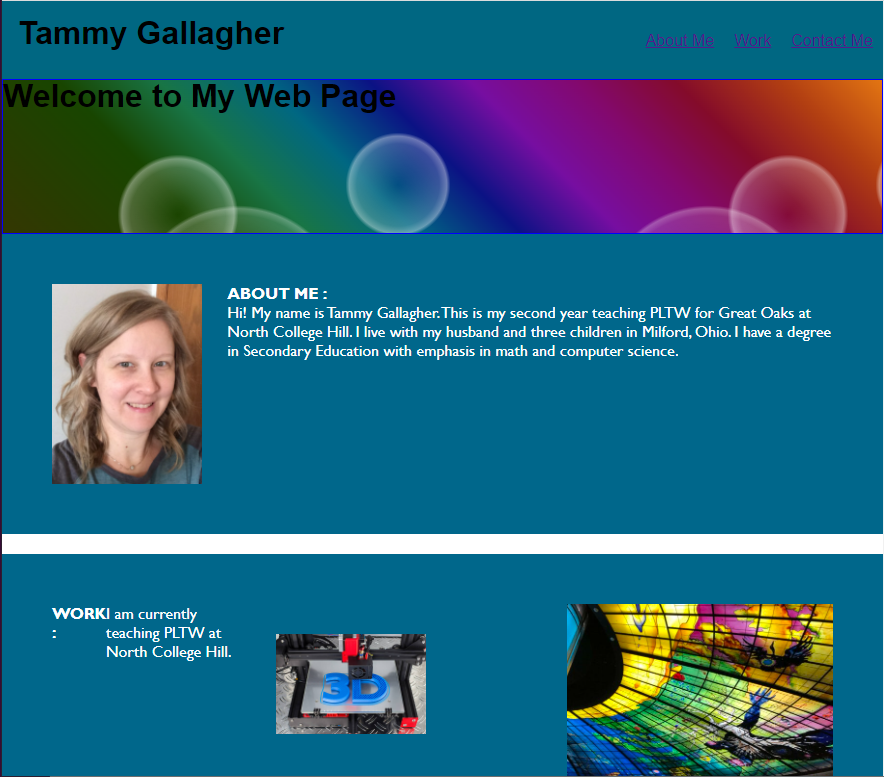 Tammy Gallagher
About Me Work Contact Me
Welcome to My Web Page
ABOUT ME :
Hi! My name is Tammy Gallagher. This is my second year teaching PLTW for Great Oaks at
North College Hill. I live with my husband and three children in Milford, Ohio. I have a degree
in Secondary Education with emphasis in math and computer science.
WORK
:
I am currently
teaching PLTW at
North College Hill.
3D